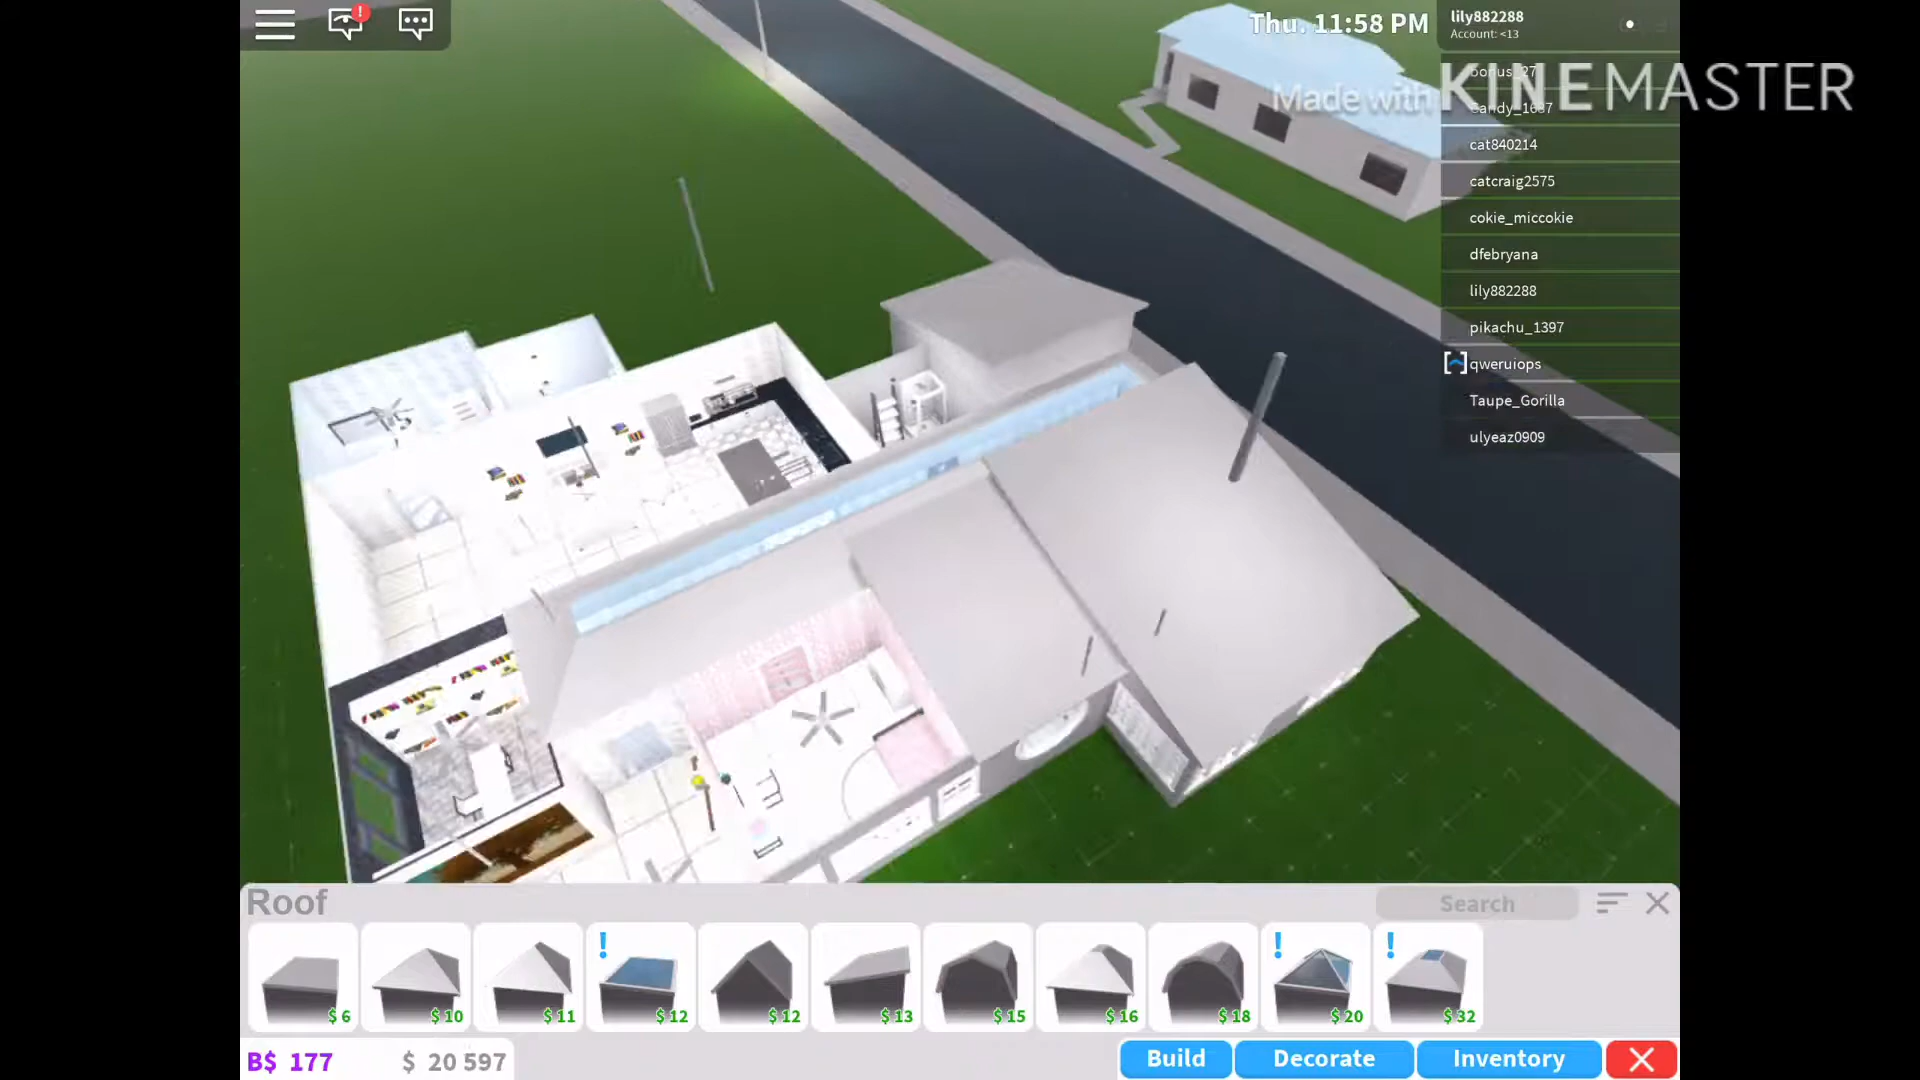 Thu. 11:58 PM
lily882288
Account: <13
Made with KINEMASTER
bonus_27
Candy_1637
cat840214
catcraig2575
cokie_miccokie
dfebryana
lily882288
pikachu_1397
qweruiops
Taupe_Gorilla
ulyeaz0909
Roof
Search
$ 6
$ 10
$ 11
$ 12
$ 12
$ 13
$ 15
$ 16
$ 18
$ 20
$ 32
B$ 177
$ 20 597
Build
Decorate
Inventory